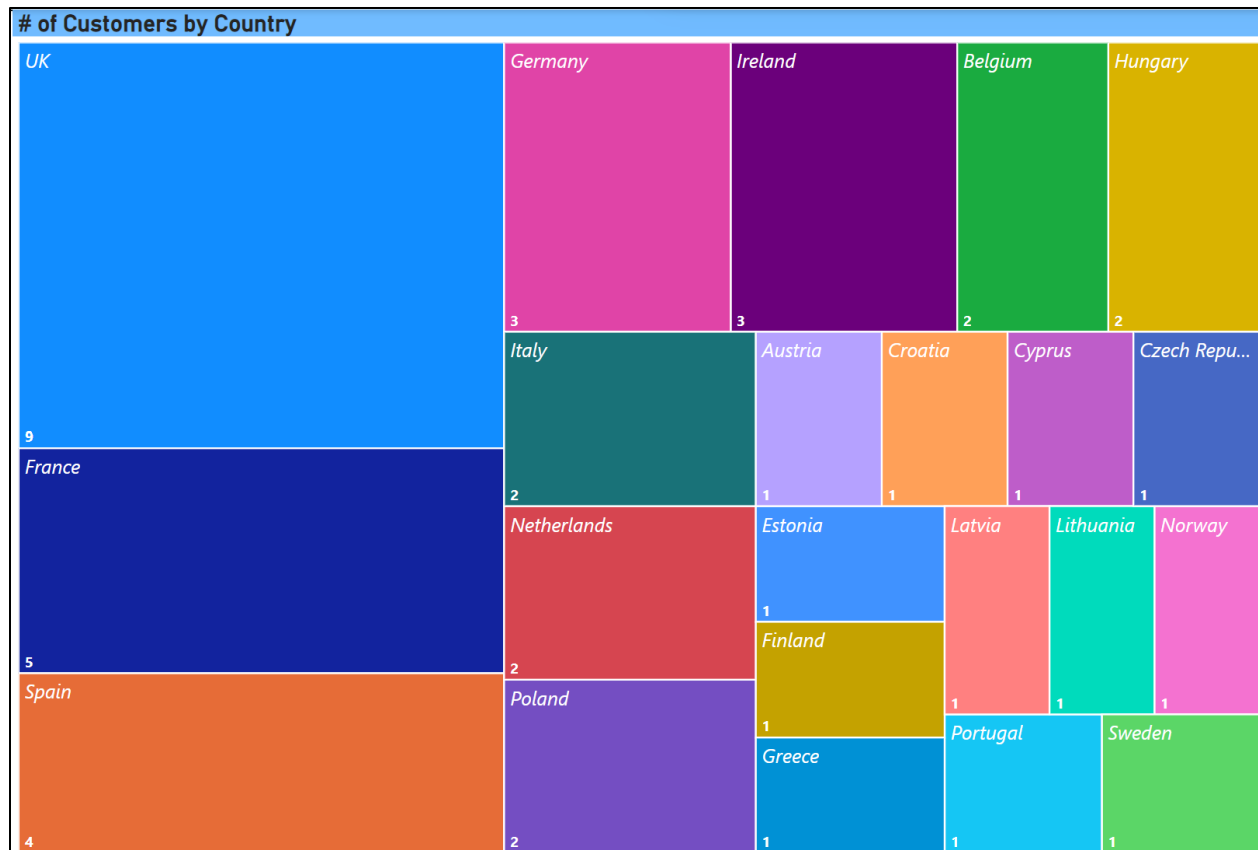 # of Customers by Country
UK
9
France
5
Spain
4
Germany
3
Ireland
3
Belgium
2
Hungary
2
Italy
2
Netherlands
2
Poland
2
Austria
1
Croatia
1
Cyprus
1
Czech Repu...
1
Estonia
1
Finland
1
Greece
1
Latvia
1
Lithuania
1
Norway
1
Portugal
1
Sweden
1